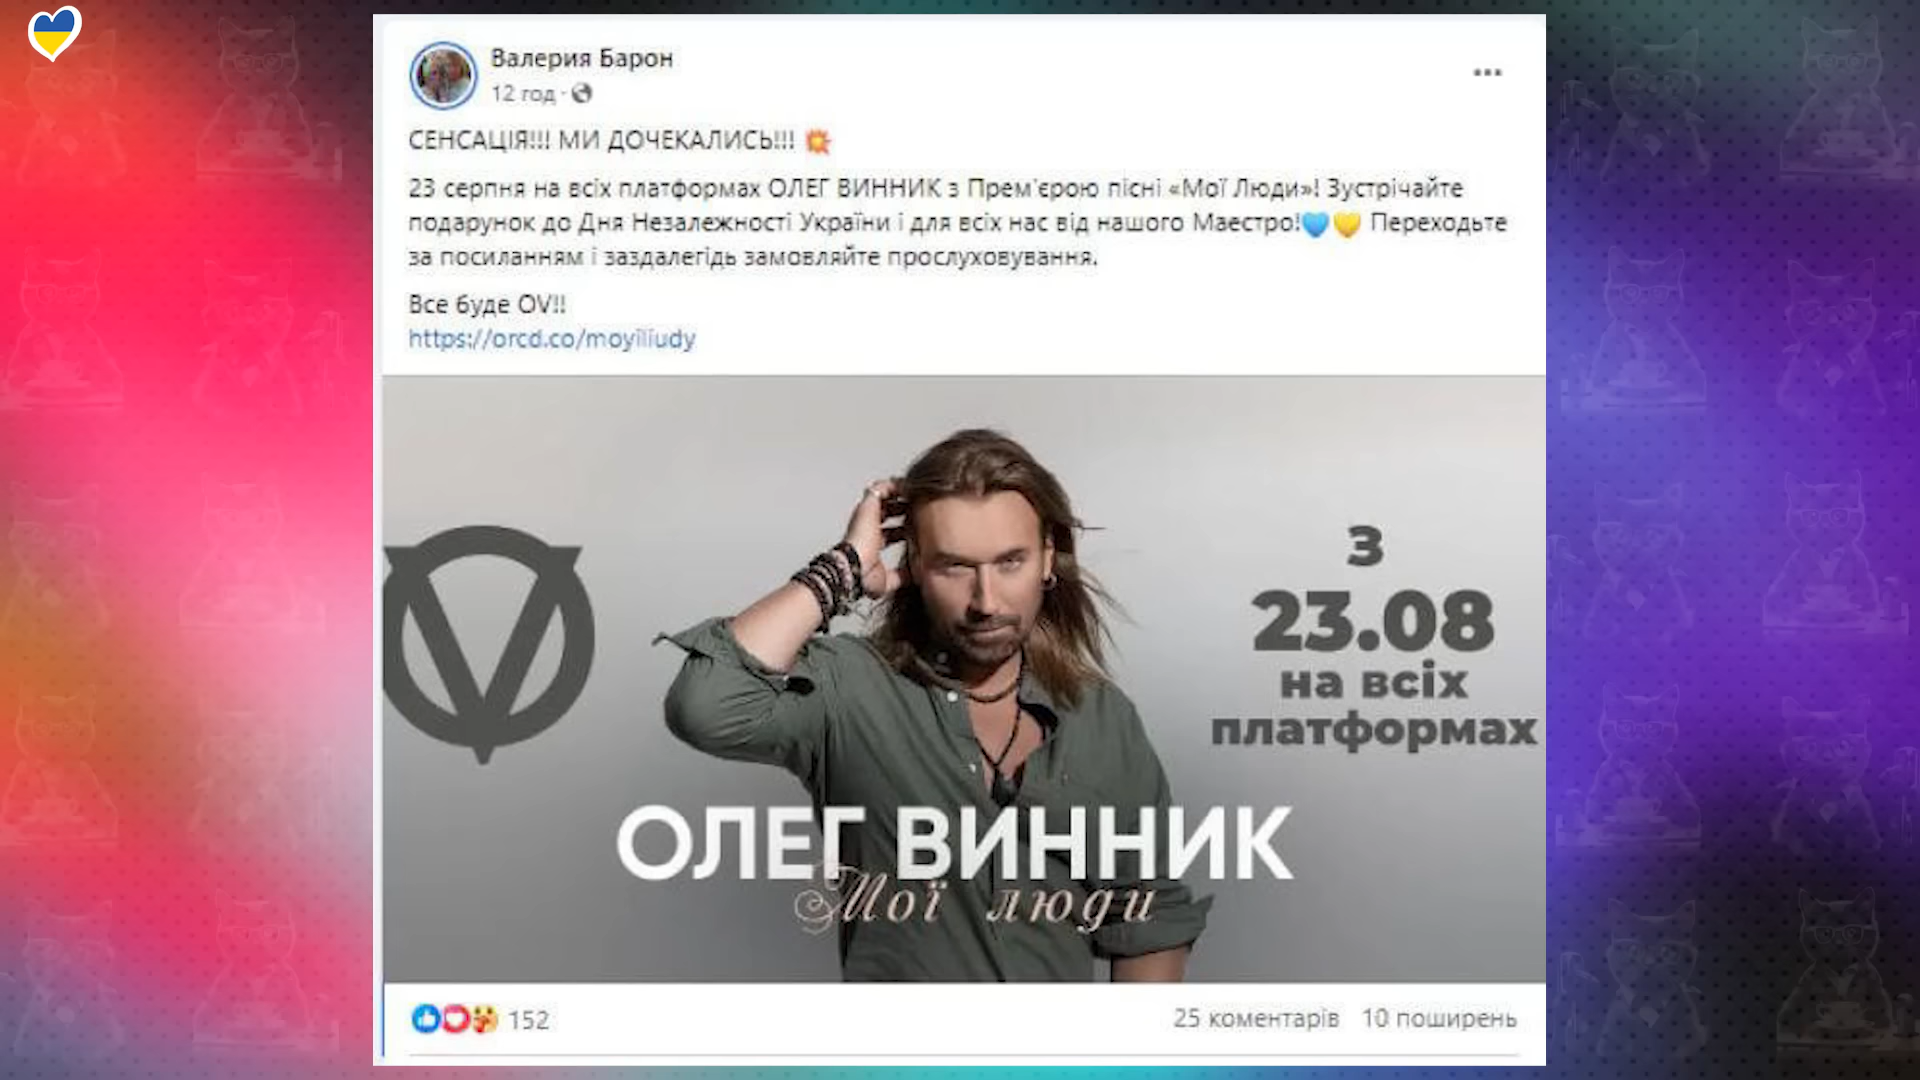 Валерия Барон
12 год ·
СЕНСАЦІЯ!!! МИ ДОЧЕКАЛИСЬ!!! 💥
23 серпня на всіх платформах ОЛЕГ ВИННИК з Прем'єрою пісні «Мої Люди»! Зустрічайте
подарунок до Дня Незалежності України і для всіх нас від нашого Маестро!💙💛 Переходьте
за посиланням і заздалегідь замовляйте прослуховування.
Все буде OV!!
https://orcd.co/moyiliudy
З
23.08
на всіх
платформах
ОЛЕГ ВИННИК
Мої люди
152
25 коментарів 10 поширень